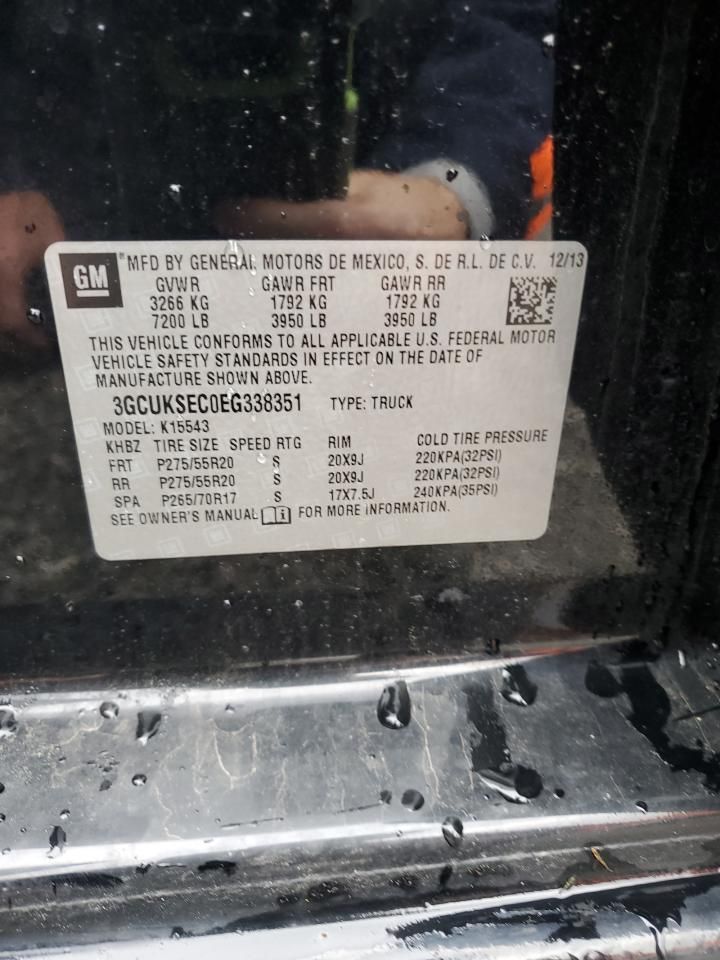 GM ® MFD BY GENERAL MOTORS DE MEXICO, S. DE R.L. DE C.V. 12/13
GVWR GAWR FRT GAWR RR
3266 KG 1792 KG 1792 KG
7200 LB 3950 LB 3950 LB
THIS VEHICLE CONFORMS TO ALL APPLICABLE U.S. FEDERAL MOTOR
VEHICLE SAFETY STANDARDS IN EFFECT ON THE DATE OF
MANUFACTURE SHOWN ABOVE.
3GCUKSEC0EG338351 TYPE: TRUCK
MODEL: K15543
KHBZ TIRE SIZE SPEED RTG RIM COLD TIRE PRESSURE
FRT P275/55R20 S 20X9J 220KPA(32PSI)
RR P275/55R20 S 20X9J 220KPA(32PSI)
SPA P265/70R17 S 17X7.5J 240KPA(35PSI)
SEE OWNER'S MANUAL i FOR MORE INFORMATION.